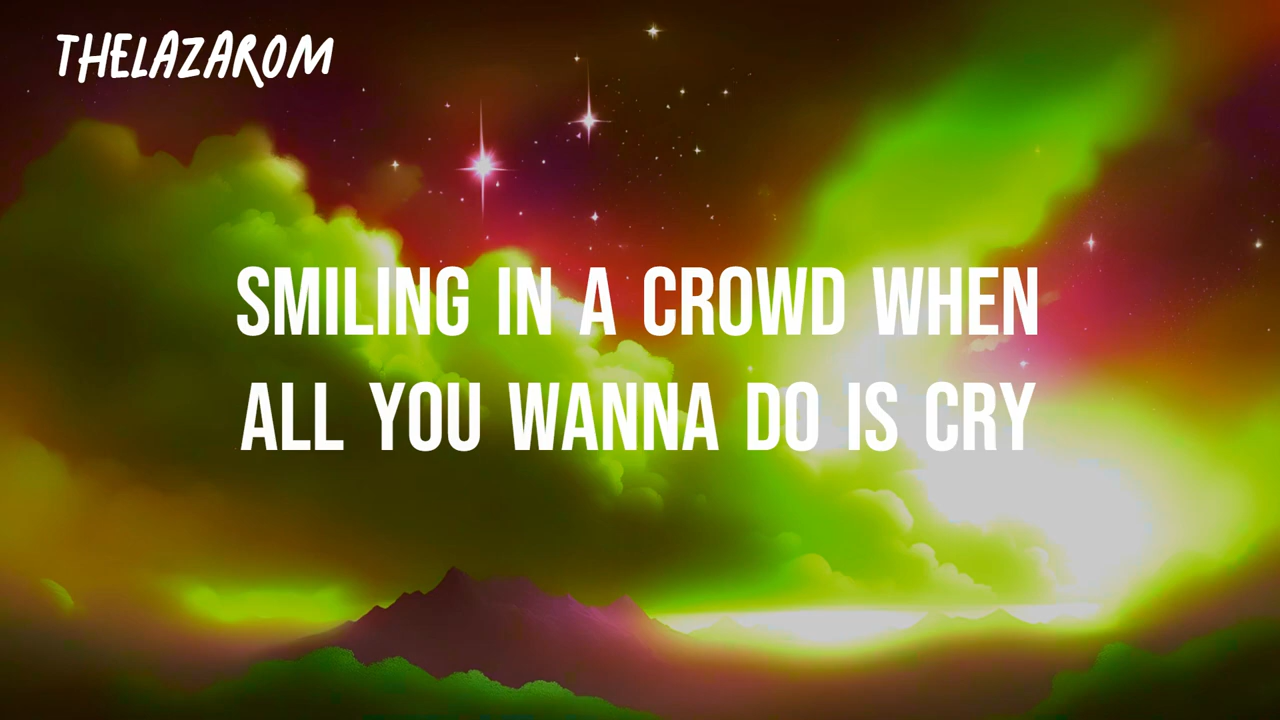 THELAZAROM
SMILING IN A CROWD WHEN
ALL YOU WANNA DO IS CRY